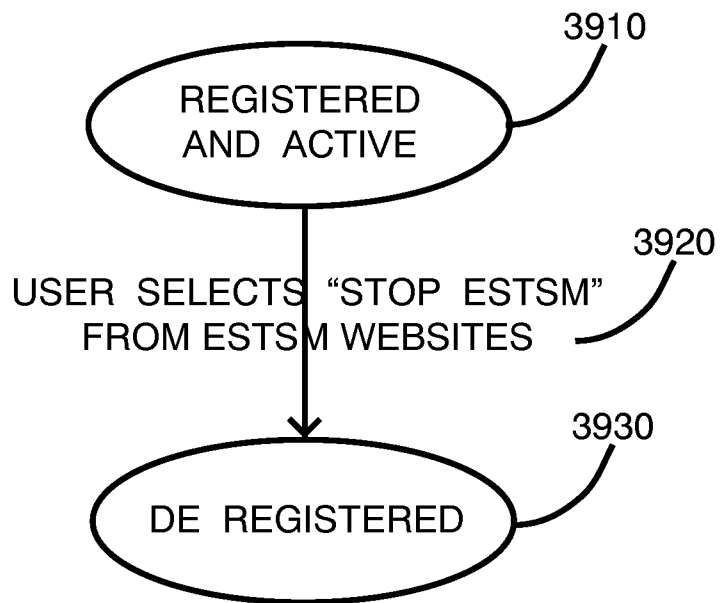 3910
REGISTERED
AND ACTIVE
3920
USER SELECTS “STOP ESTSM”
FROM ESTSM WEBSITES
3930
DE REGISTERED